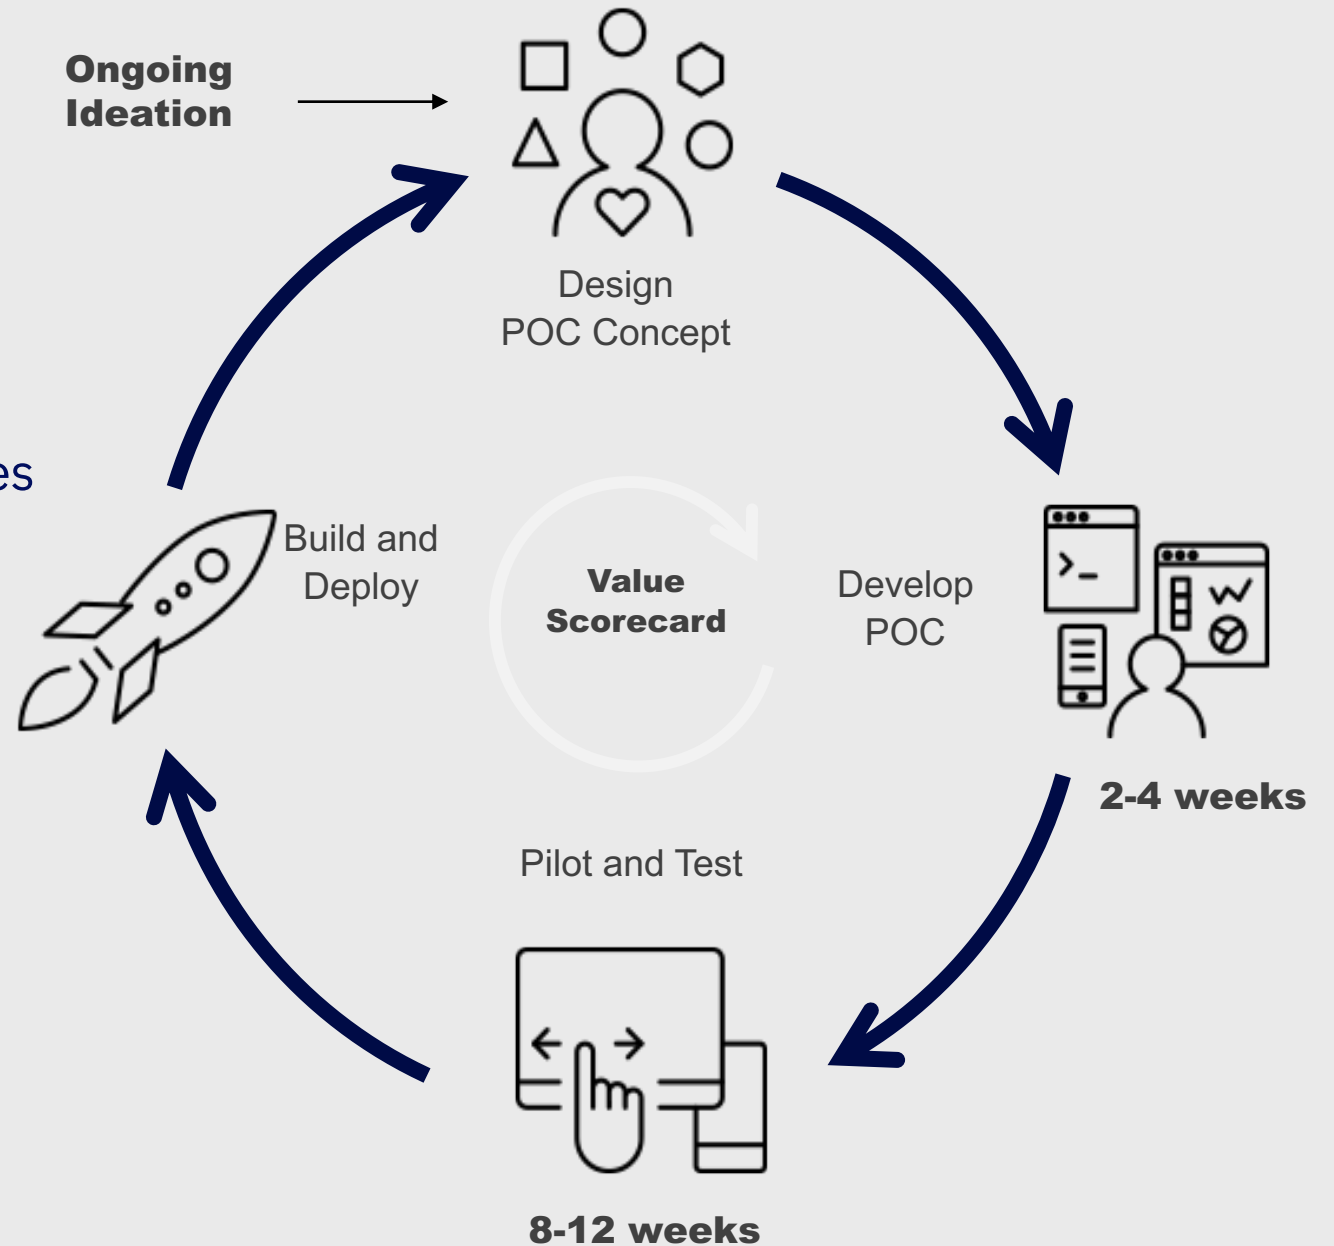 Ongoing
Ideation
Design
POC Concept
es
Build and
Deploy
Value
Scorecard
Develop
POC
2-4 weeks
Pilot and Test
8-12 weeks